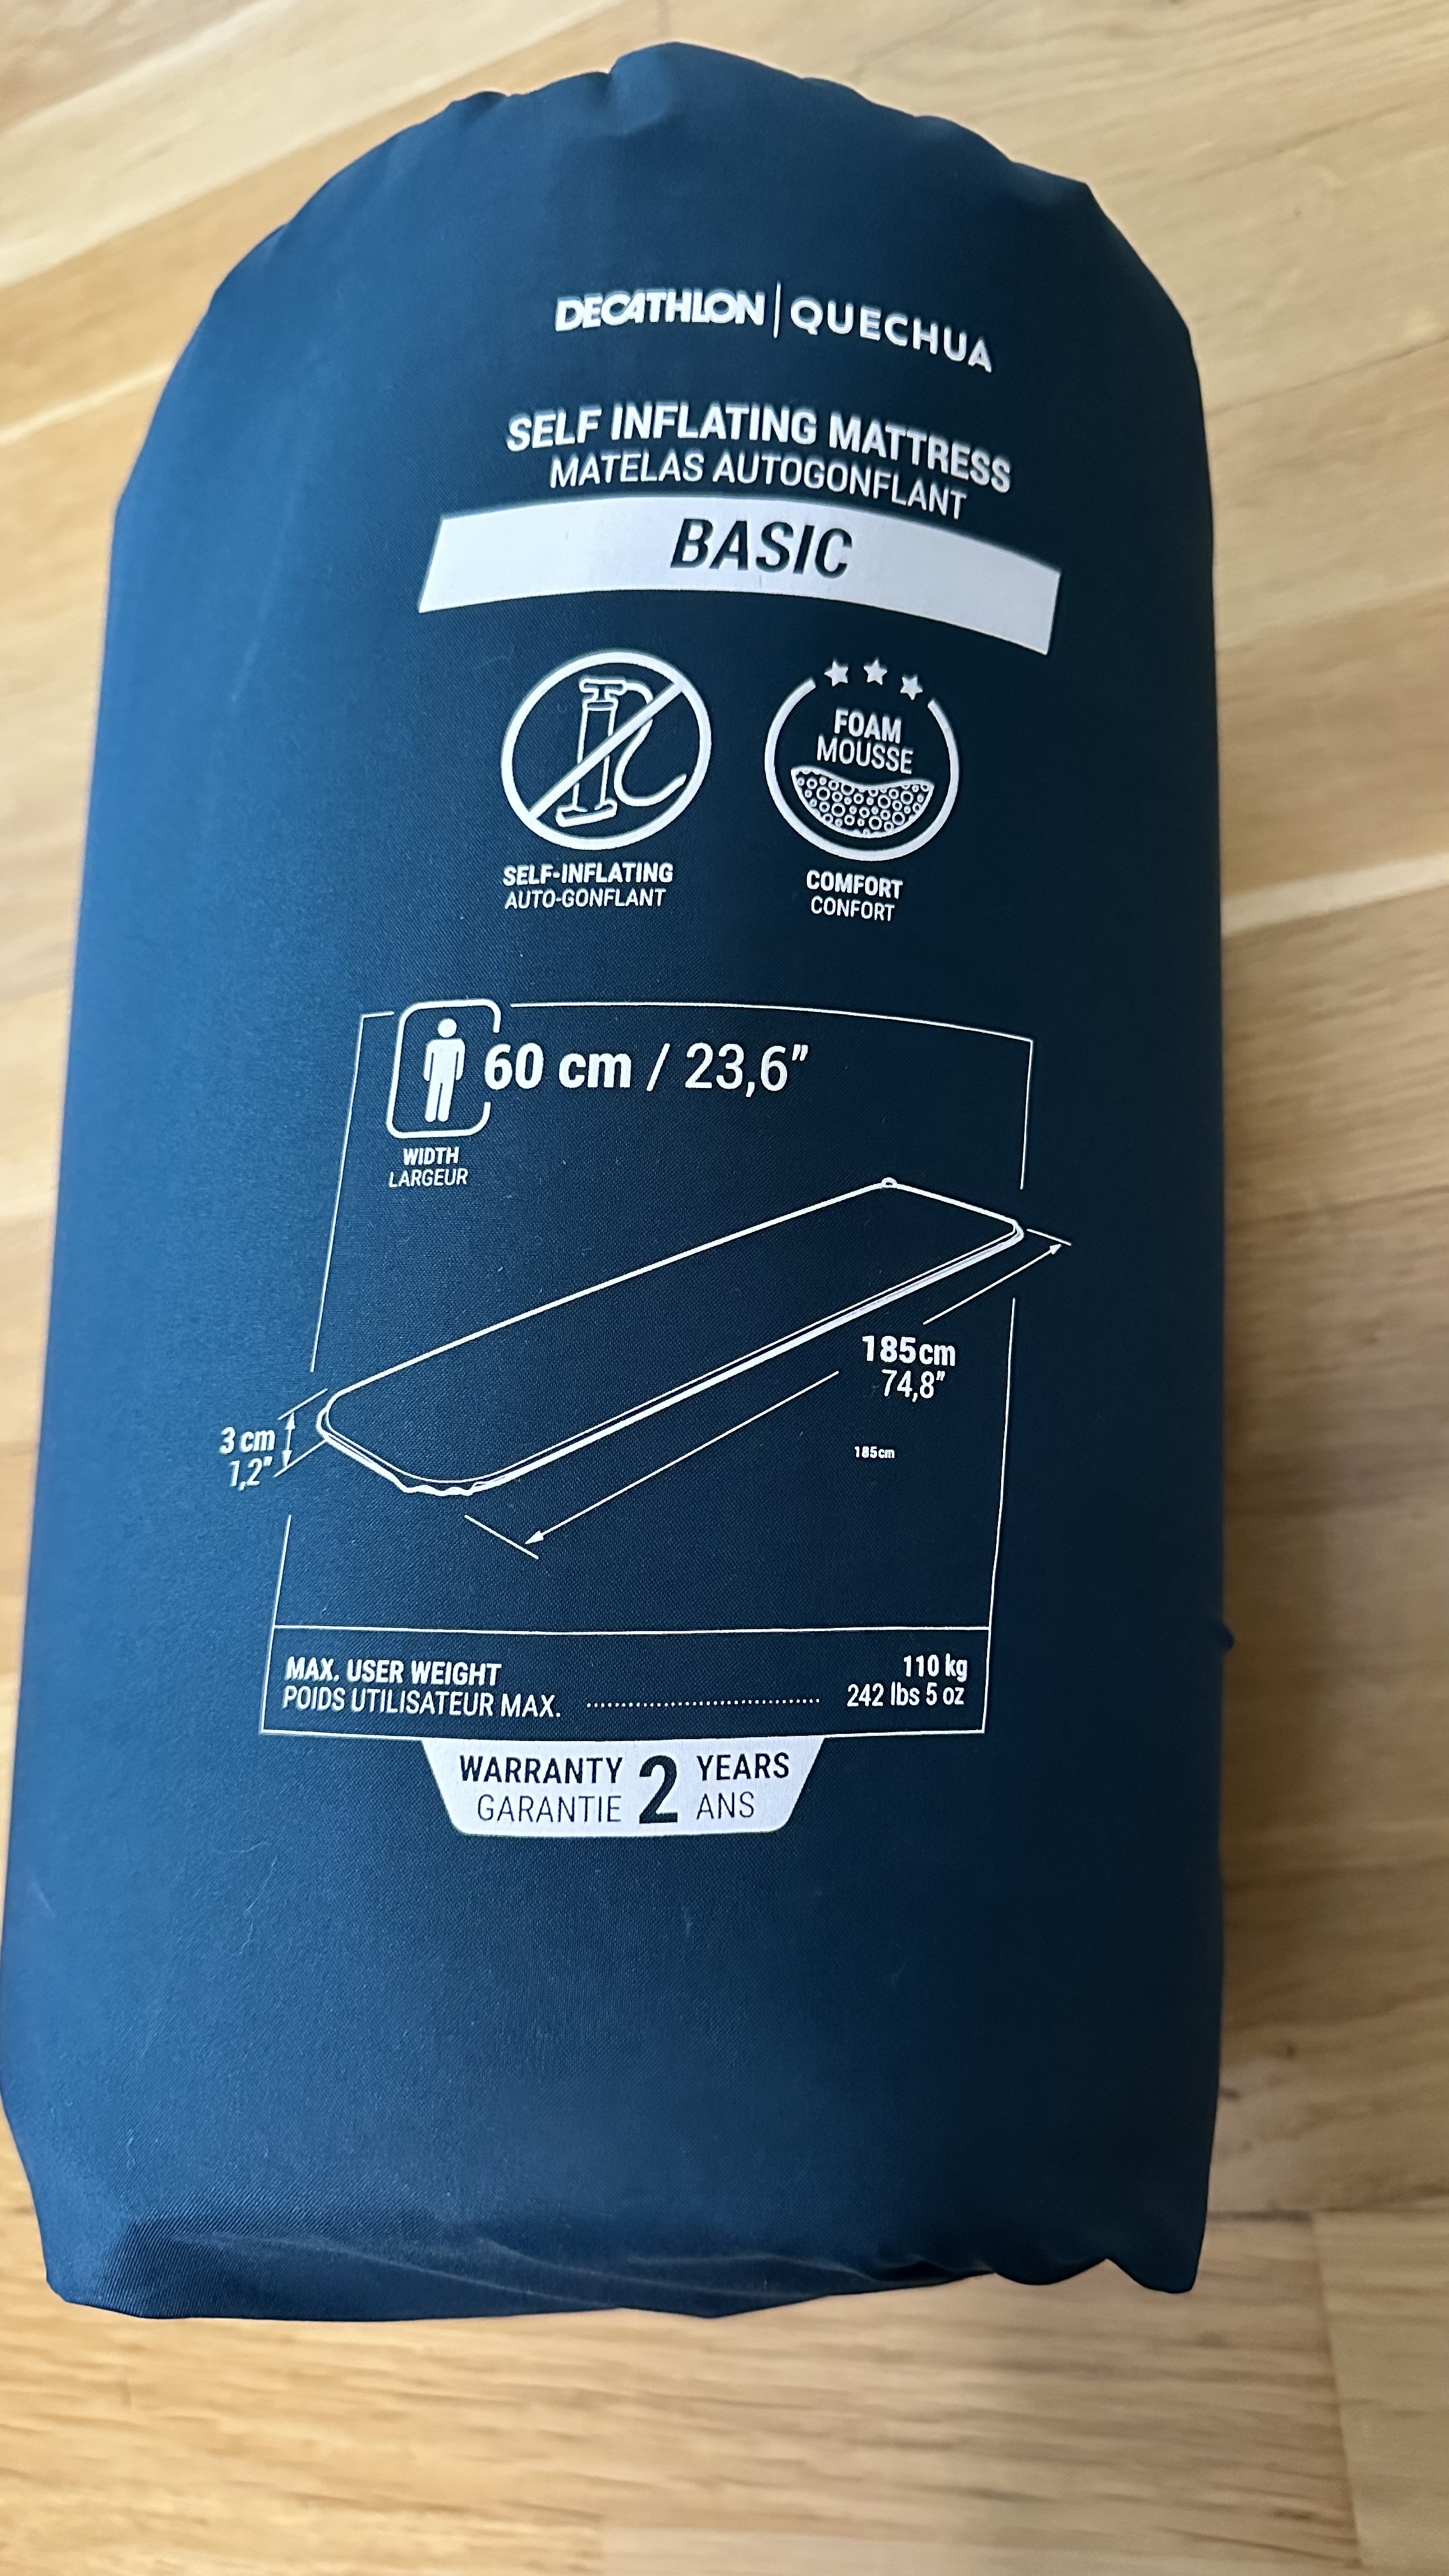 DECATHLON | QUECHUA
SELF INFLATING MATTRESS
MATELAS AUTOGONFLANT
BASIC
FOAM
MOUSSE
SELF-INFLATING
AUTO-GONFLANT
COMFORT
CONFORT
60 cm / 23,6"
WIDTH
LARGEUR
185cm
74,8"
3 cm
1,2"
185cm
MAX. USER WEIGHT
POIDS UTILISATEUR MAX. ........................................
110 kg
242 lbs 5 oz
WARRANTY 2 YEARS
GARANTIE ANS